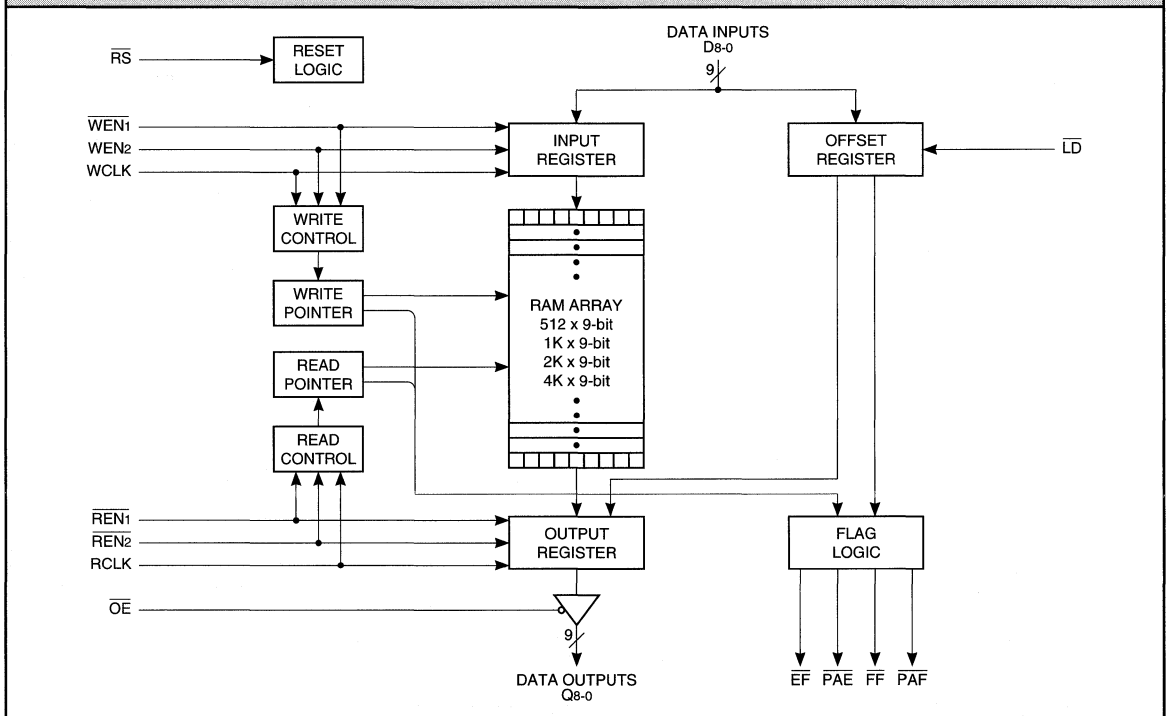 DATA INPUTS
D8-0
9
RS
RESET
LOGIC
WEN1
WEN2
WCLK
INPUT
REGISTER
OFFSET
REGISTER
LD
WRITE
CONTROL
WRITE
POINTER
RAM ARRAY
512 x 9-bit
1K x 9-bit
2K x 9-bit
4K x 9-bit
READ
POINTER
READ
CONTROL
REN1
REN2
RCLK
OUTPUT
REGISTER
FLAG
LOGIC
OE
9
DATA OUTPUTS
Q8-0
EF PAE FF PAF